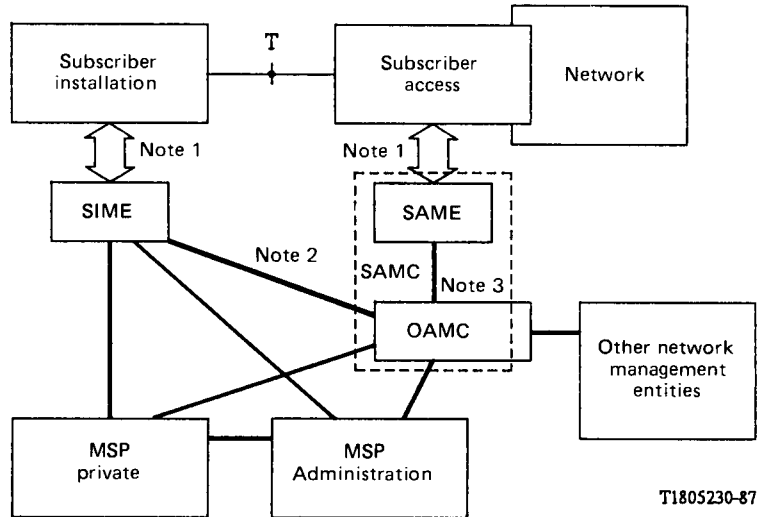 T
Subscriber
installation
Subscriber
access
Network
Note 1
Note 1
SIME
SAME
Note 2
SAMC
Note 3
OAMC
Other network
management
entities
MSP
private
MSP
Administration
T1805230-87